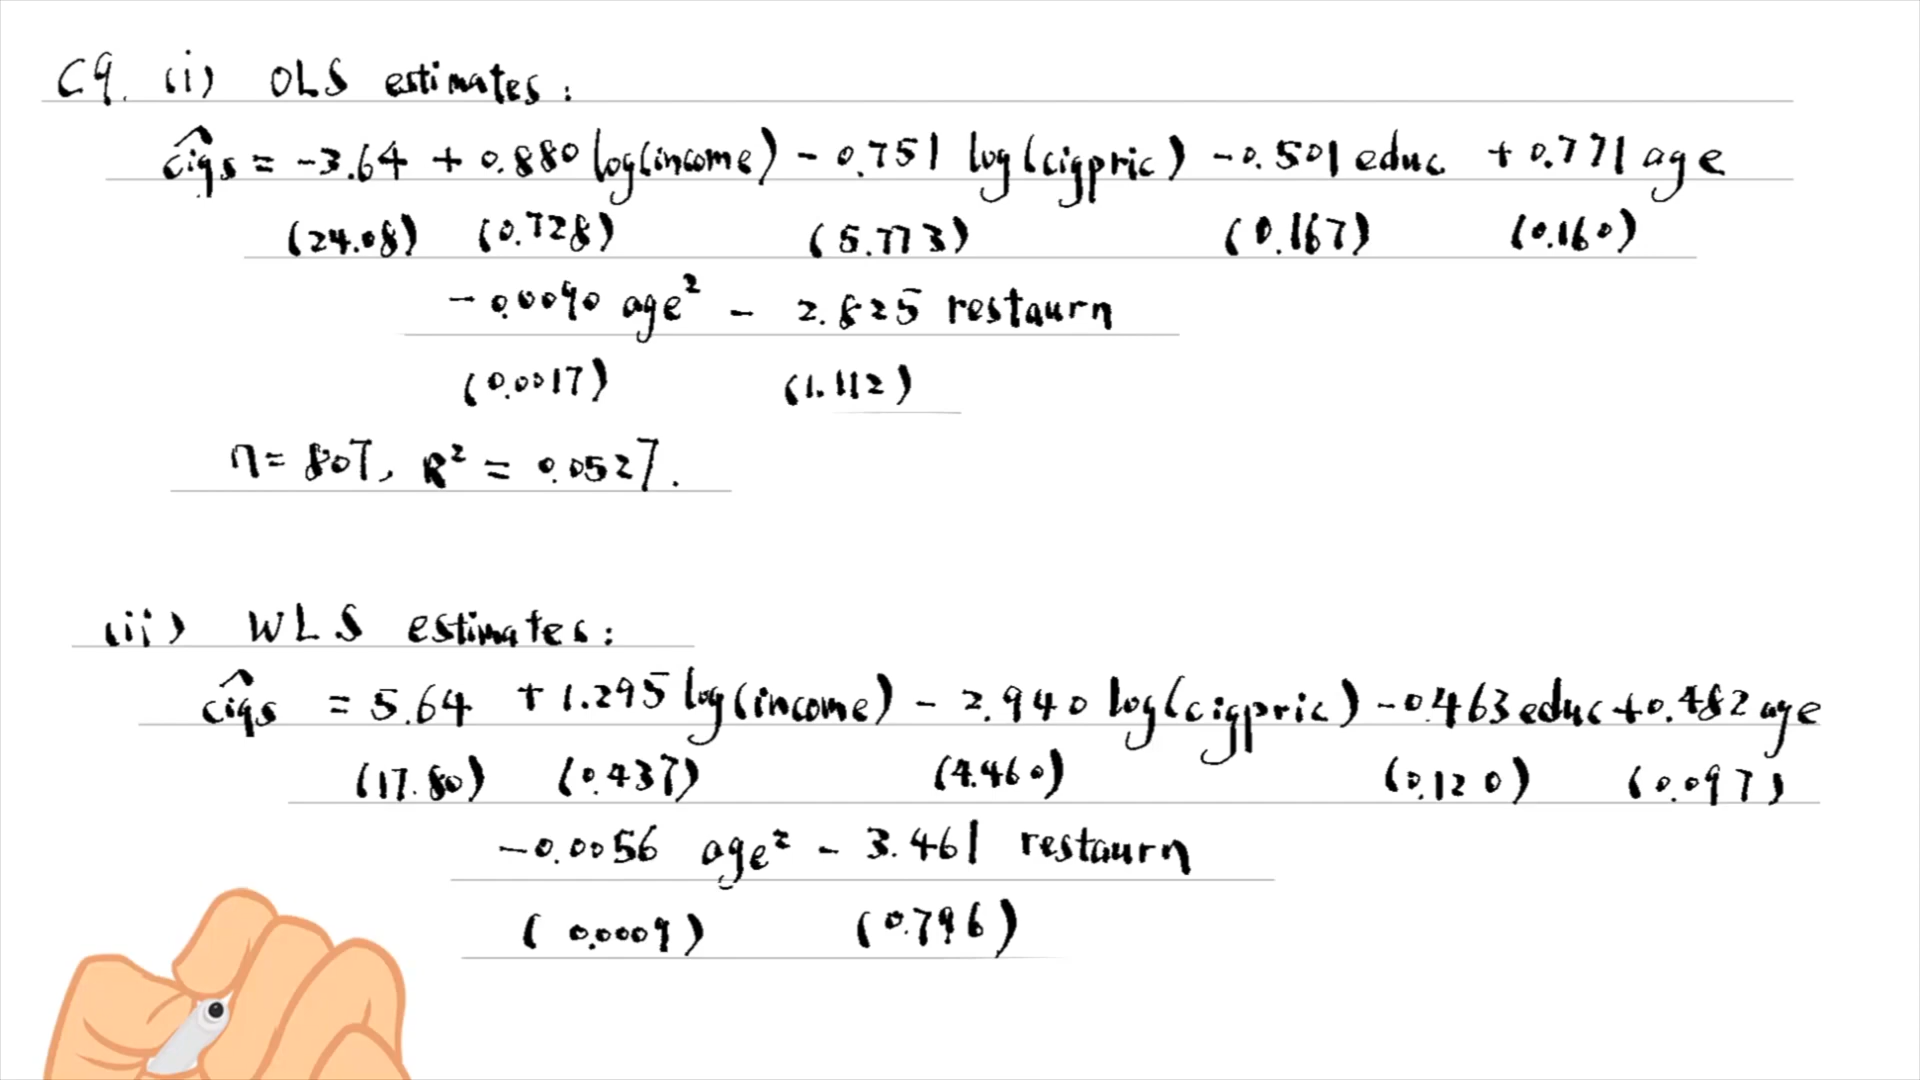 C9. (i) OLS estimates:
ciqs^ = -3.64 + 0.880 log(income) - 0.751 log(cigpric) - 0.501 educ + 0.771 age
(24.08) (0.728) (5.773) (0.167) (0.160)
- 0.0090 age² - 2.825 restaurn
(0.0017) (1.112)
n = 807, R² = 0.0527.
(ii) WLS estimates:
ciqs^ = 5.64 + 1.295 log(income) - 2.940 log(cigpric) - 0.463 educ + 0.482 age
(17.80) (0.437) (4.460) (0.120) (0.097)
-0.0056 age² - 3.461 restaurn
(0.0009) (0.796)